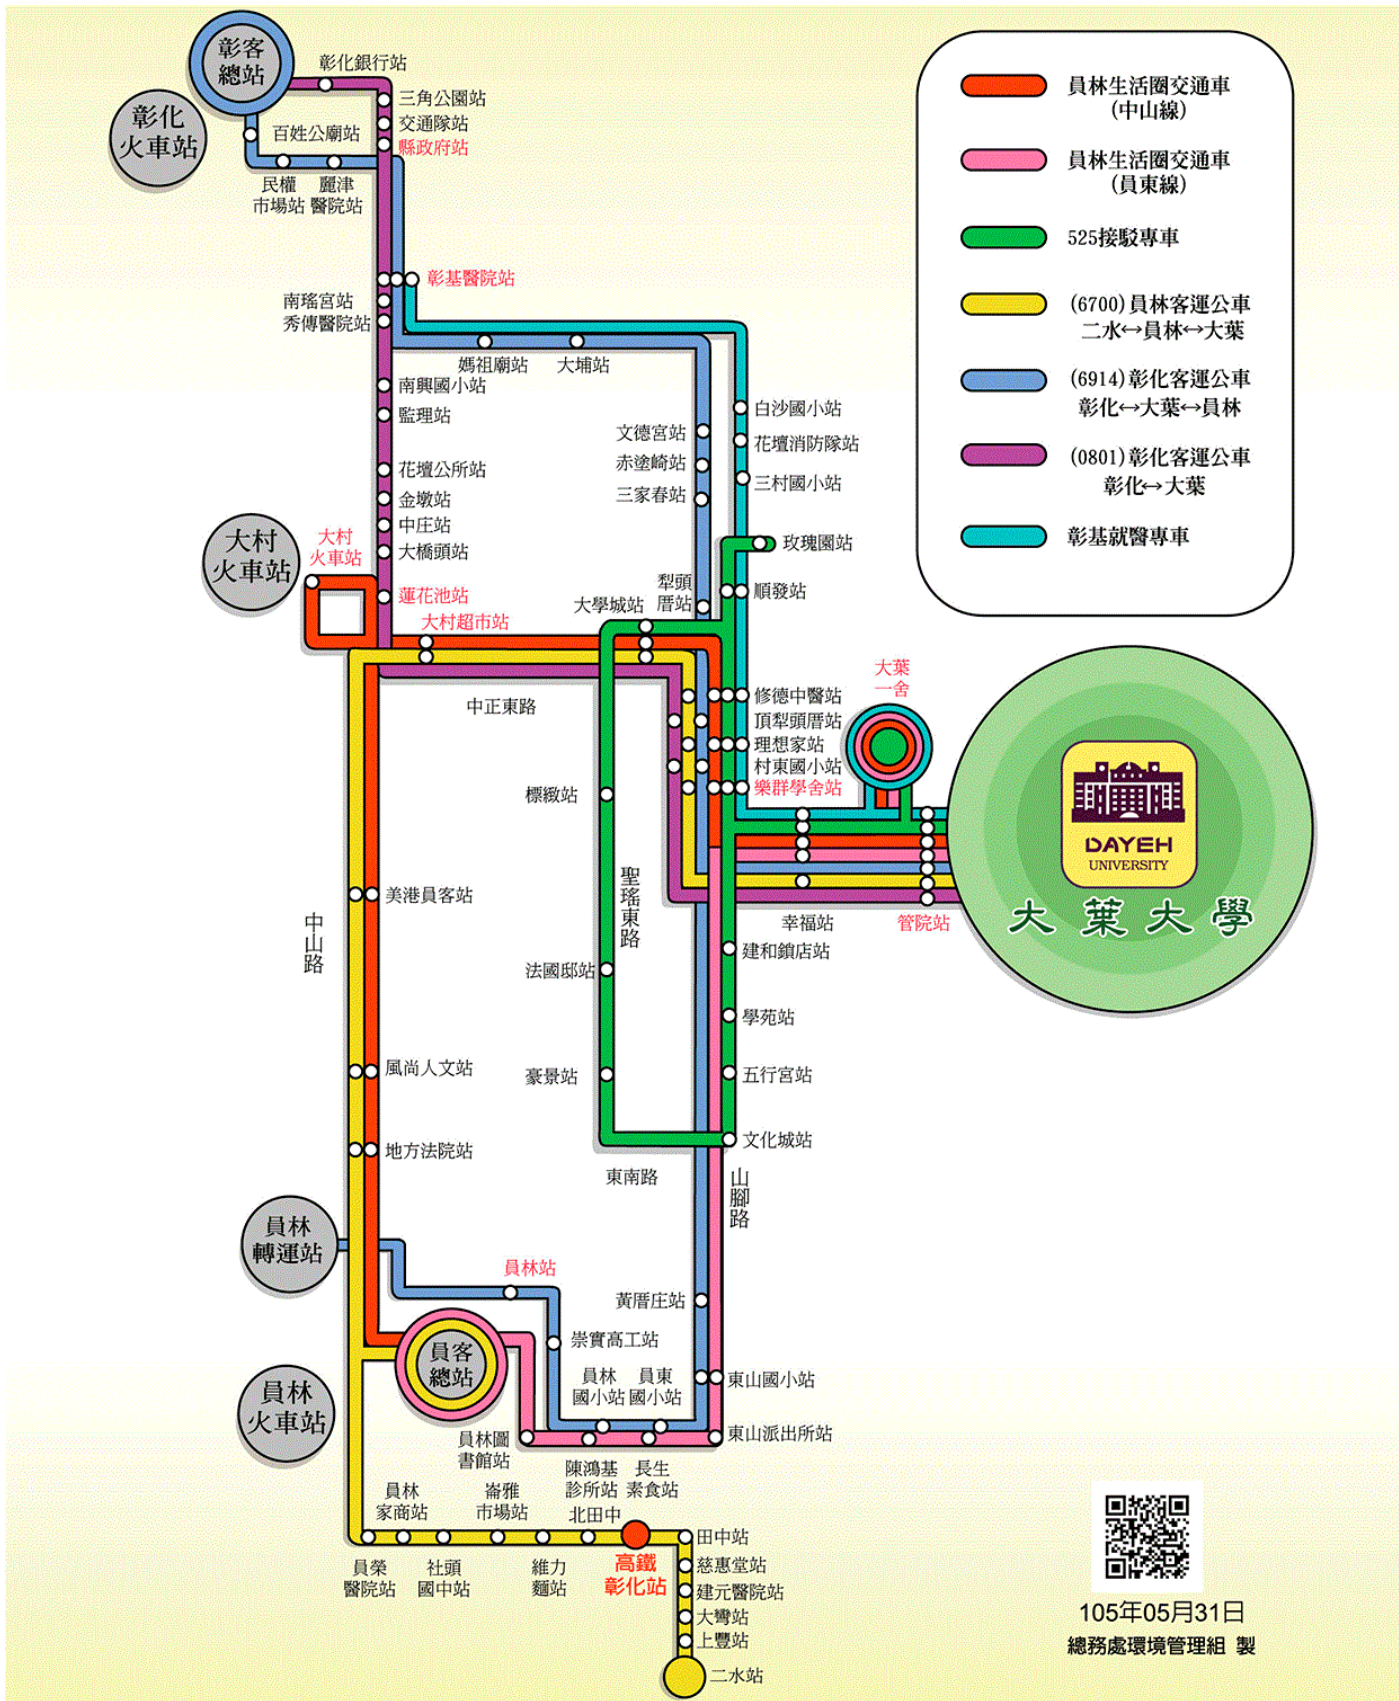 彰客
總站
彰化銀行站
彰化
火車站
三角公園站
交通隊站
縣政府站
百姓公廟站
民權
市場站
麗津
醫院站
彰基醫院站
南瑤宮站
秀傳醫院站
媽祖廟站
大埔站
南興國小站
監理站
白沙國小站
文德宮站
花壇消防隊站
赤塗崎站
花壇公所站
三村國小站
三家春站
金墩站
中庄站
大橋頭站
玫瑰園站
大村
火車站
大村
火車站
蓮花池站
犁頭
厝站
順發站
大學城站
大村超市站
中正東路
修德中醫站
頂犁頭厝站
理想家站
村東國小站
樂群學舍站
大葉
一舍
標緻站
聖瑤東路
幸福站
管院站
中山路
美港員客站
建和鎖店站
法國邸站
學苑站
風尚人文站
豪景站
五行宮站
地方法院站
文化城站
東南路
山腳路
員林
轉運站
員林站
黃厝庄站
崇實高工站
員客
總站
員林
國小站
員東
國小站
東山國小站
員林
火車站
員林圖
書館站
東山派出所站
陳鴻基
診所站
長生
素食站
員林
家商站
崙雅
市場站
北田中
田中站
員榮
醫院站
社頭
國中站
維力
麵站
高鐵
彰化站
慈惠堂站
建元醫院站
大彎站
上豐站
二水站
員林生活圈交通車
(中山線)
員林生活圈交通車
(員東線)
525接駁專車
(6700)員林客運公車
二水↔員林↔大葉
(6914)彰化客運公車
彰化↔大葉↔員林
(0801)彰化客運公車
彰化↔大葉
彰基就醫專車
DAYEH
UNIVERSITY
大葉大學
105年05月31日
總務處環境管理組 製